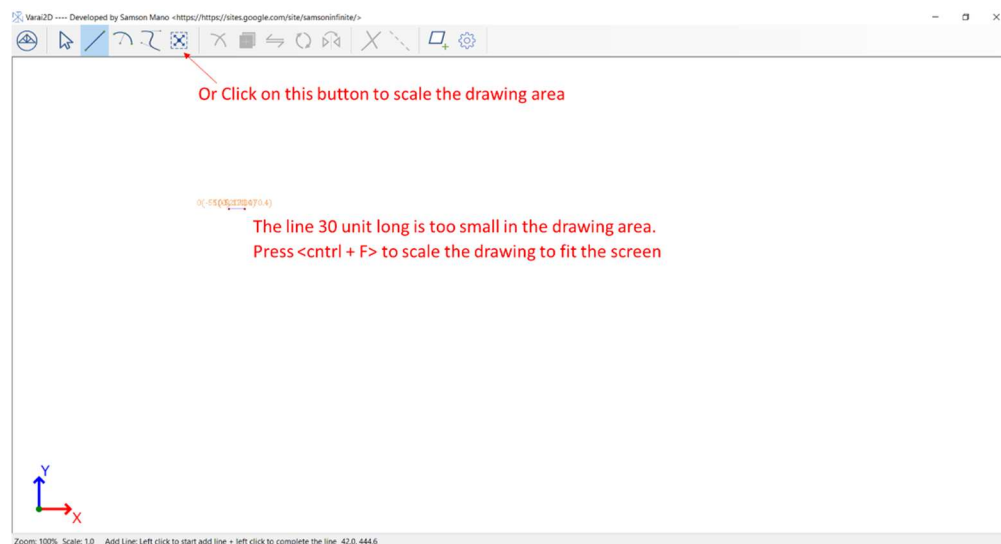 Varai2D ---- Developed by Samson Mano <https://https://sites.google.com/site/samsoninfinite/>
Or Click on this button to scale the drawing area
The line 30 unit long is too small in the drawing area.
Press <cntrl + F> to scale the drawing to fit the screen
Y
X
Zoom: 100% Scale: 1.0 Add Line: Left click to start add line + left click to complete the line 42.0, 444.6